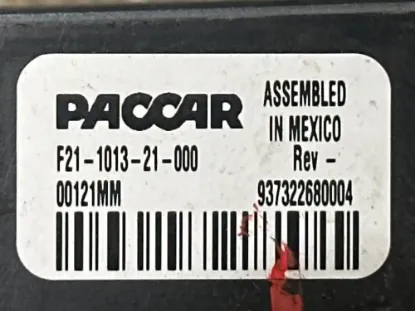 PACCAR
ASSEMBLED
IN MEXICO
F21-1013-21-000
Rev -
00121MM
937322680004